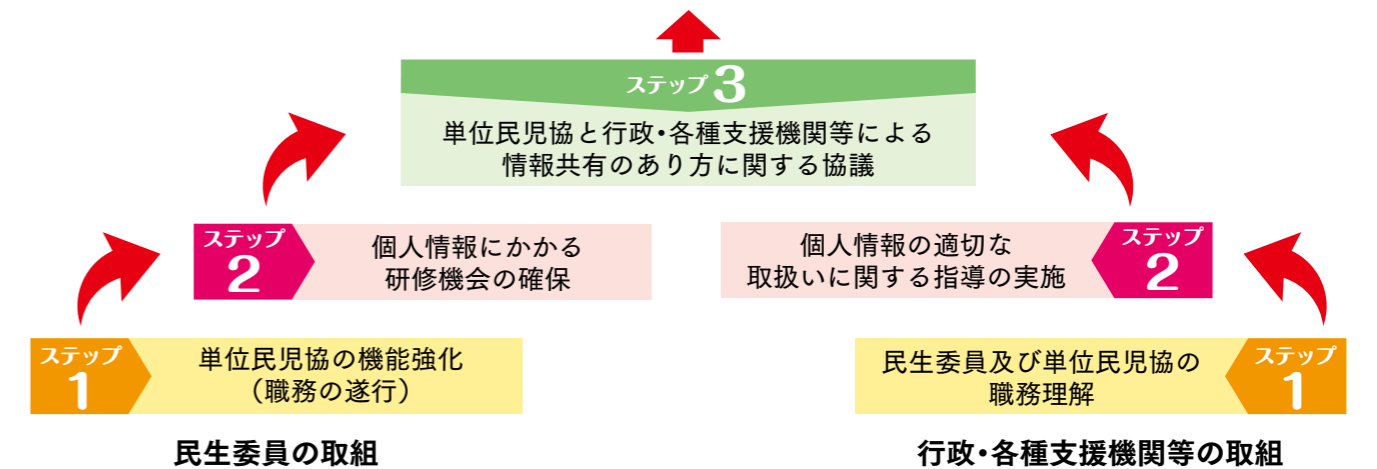 ステップ3
単位民児協と行政・各種支援機関等による
情報共有のあり方に関する協議
ステップ
2
個人情報にかかる
研修機会の確保
個人情報の適切な
取扱いに関する指導の実施
ステップ
2
ステップ
1
単位民児協の機能強化
（職務の遂行）
民生委員及び単位民児協の
職務理解
ステップ
1
民生委員の取組
行政・各種支援機関等の取組